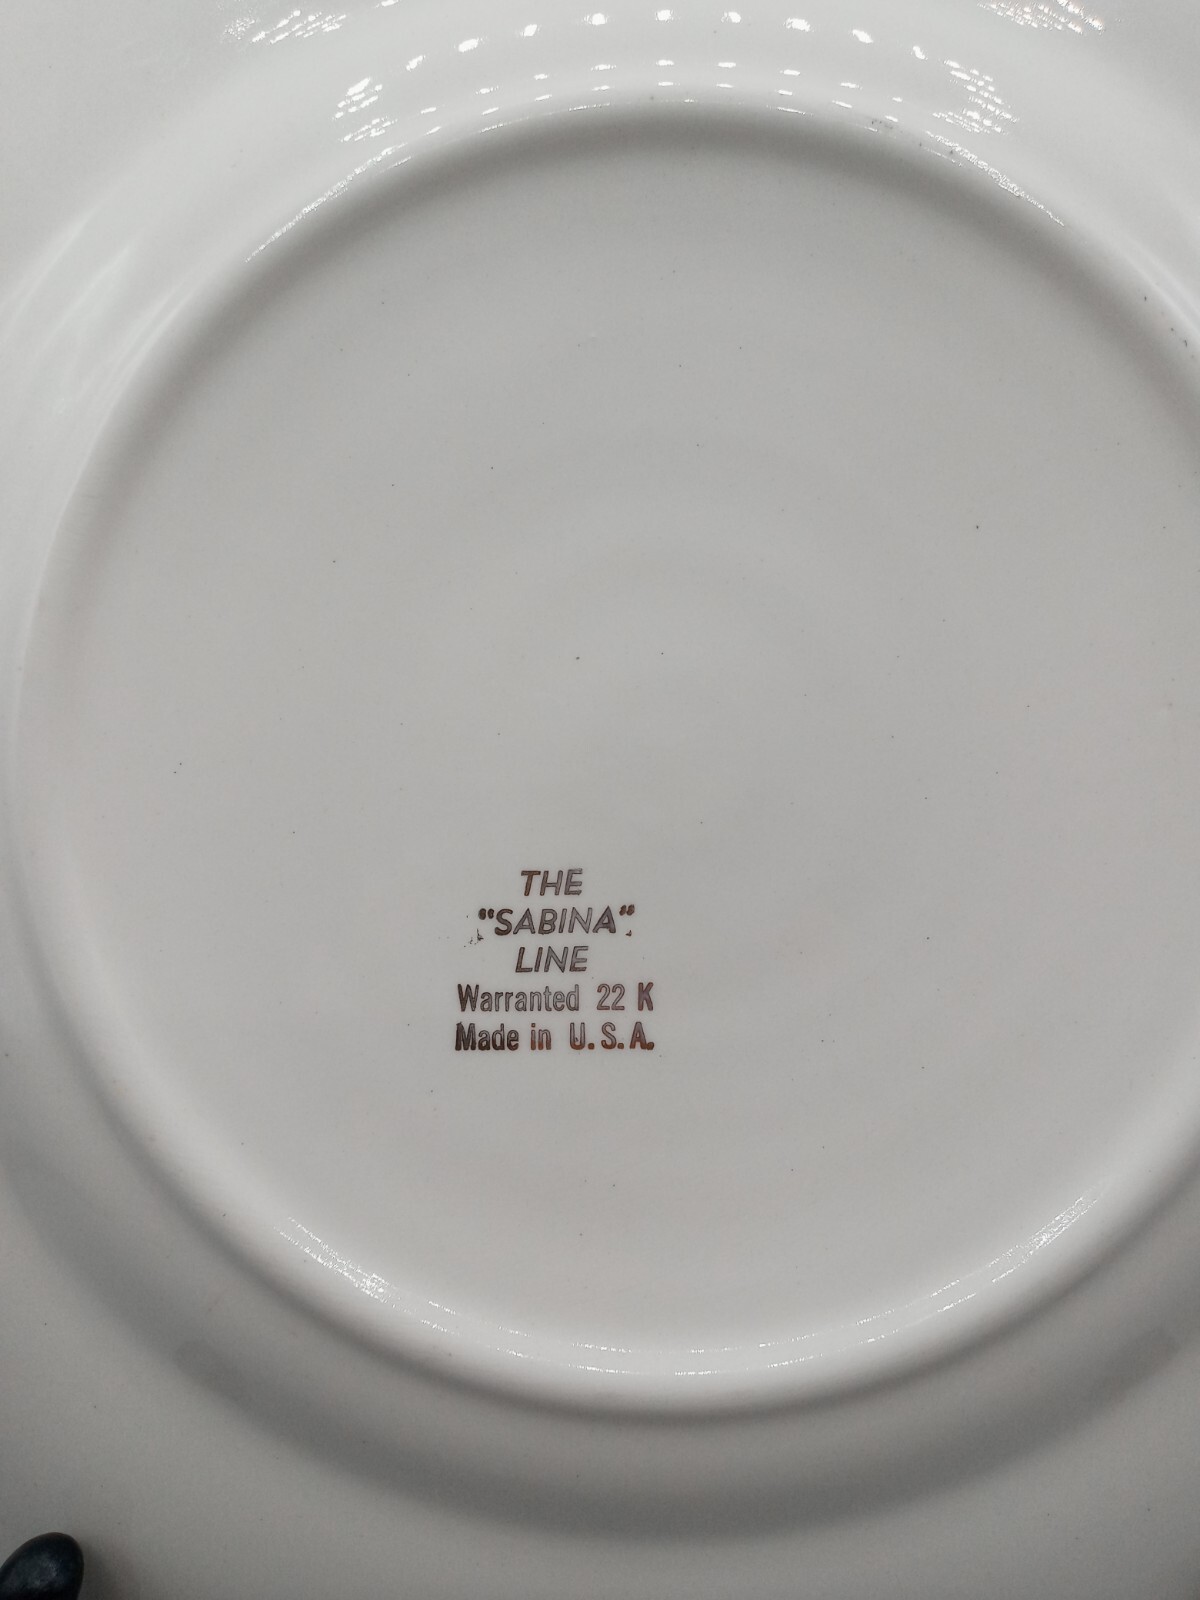 THE
"SABINA"
LINE
Warranted 22 K
Made in U.S.A.